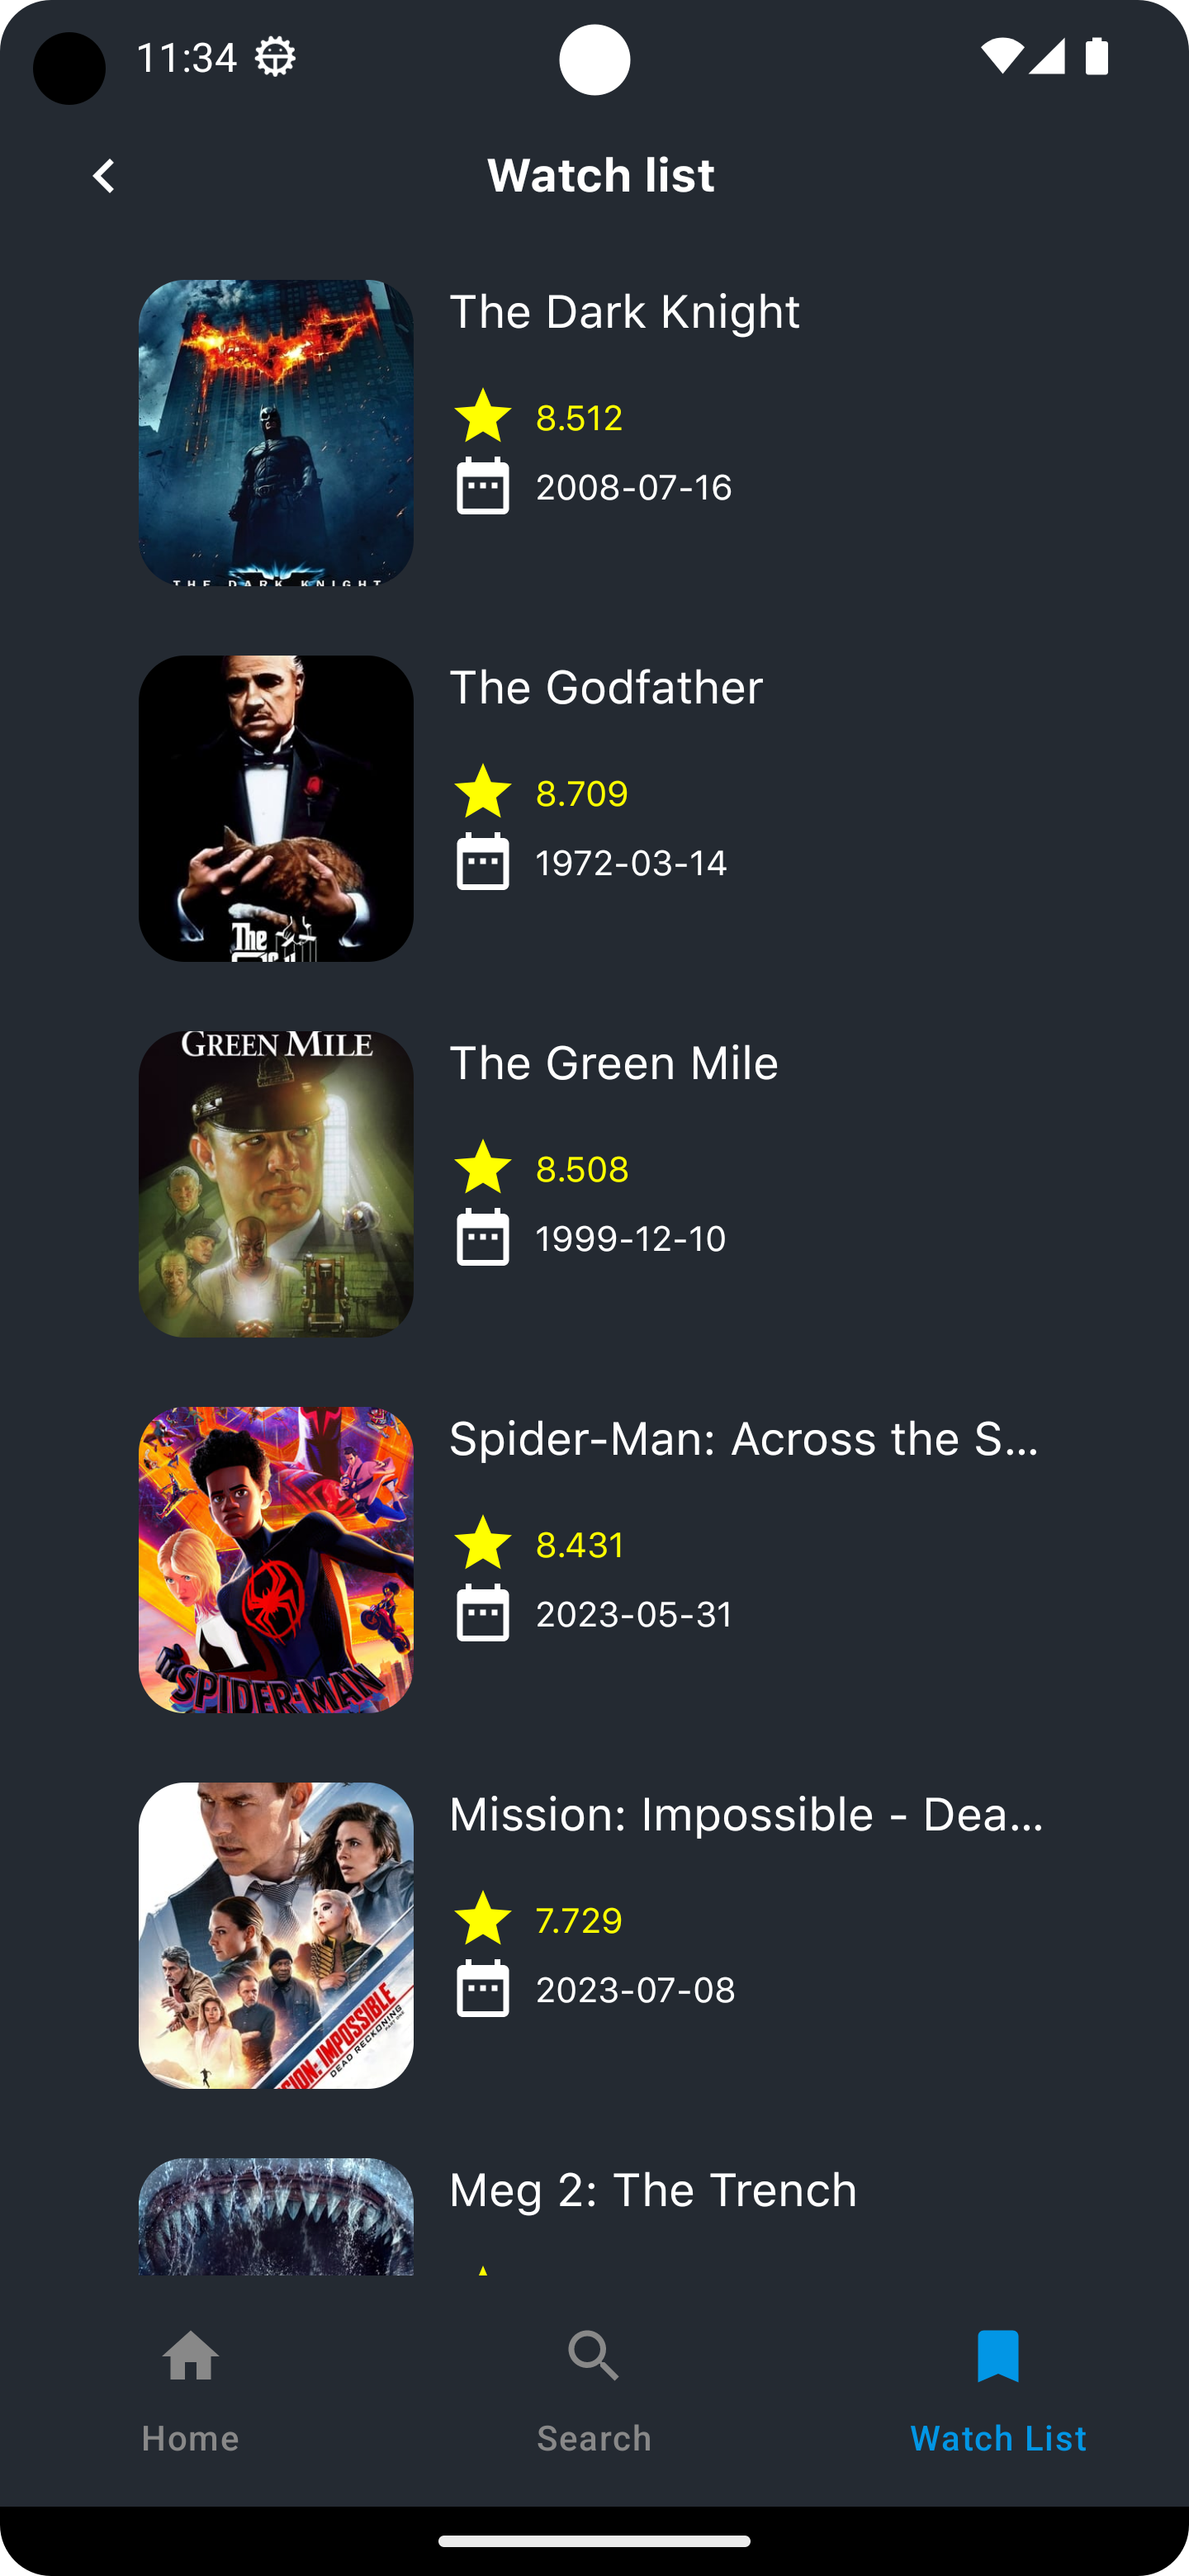 11:34
Watch list
The Dark Knight
8.512
2008-07-16
THE DARK KNIGHT
The Godfather
8.709
1972-03-14
The
GREEN MILE
The Green Mile
8.508
1999-12-10
Spider-Man: Across the S...
8.431
2023-05-31
SPIDER-MAN
Mission: Impossible - Dea...
7.729
2023-07-08
SION: IMPOSSIBLE
DEAD RECKONING
Meg 2: The Trench
Home
Search
Watch List